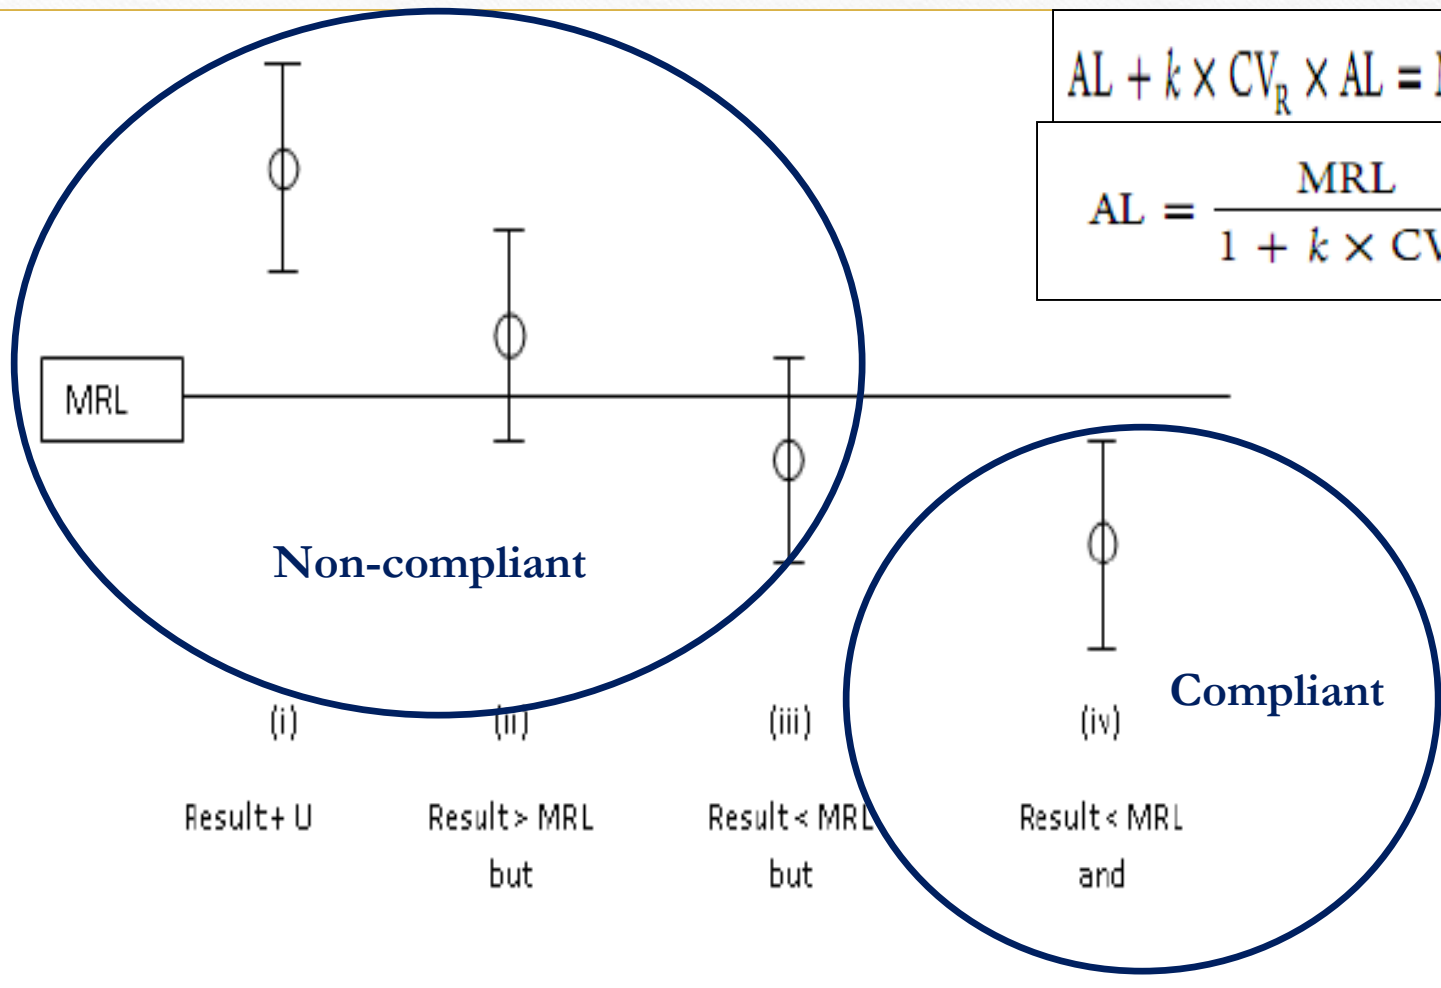 AL + k × CV_R × AL =
AL = MRL / 1 + k × CV
MRL
Non-compliant
Compliant
(i) (ii) (iii) (iv)
Result+ U Result> MRL Result< MRL Result< MRL
but but and